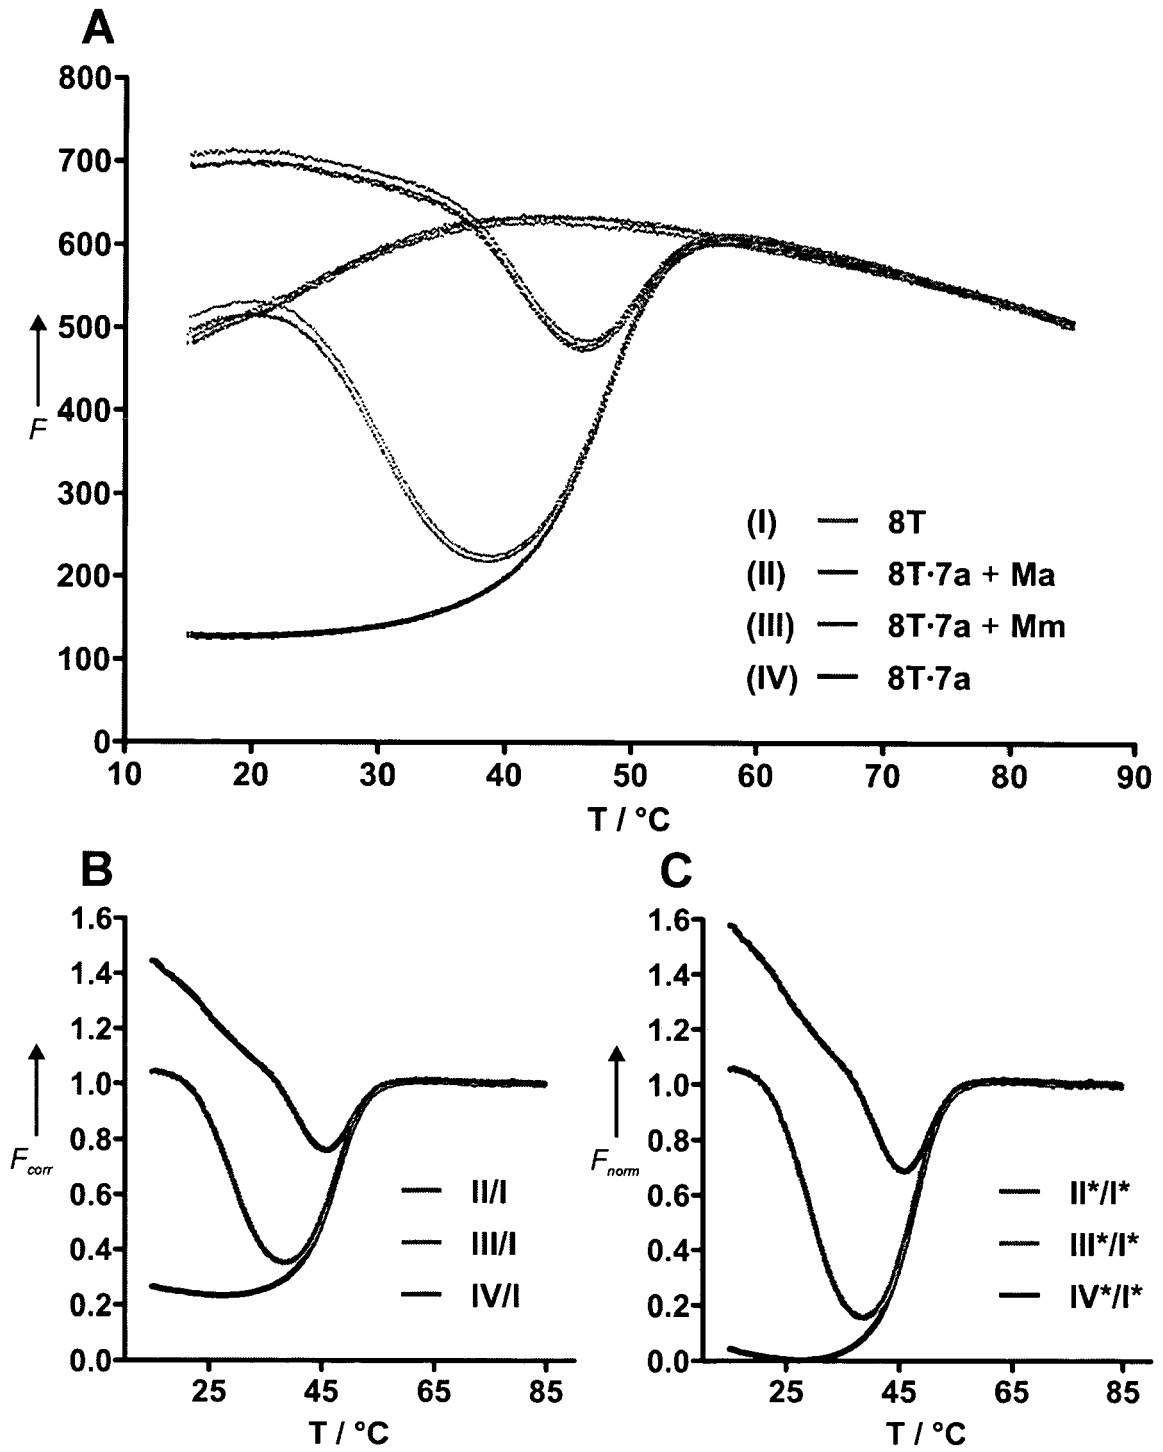 A
800
700
600
500
400
300
200
100
0
F
10 20 30 40 50 60 70 80 90
T / °C
(I) 8T
(II) 8T·7a + Ma
(III) 8T·7a + Mm
(IV) 8T·7a
B
1.6
1.4
1.2
1.0
0.8
0.6
0.4
0.2
0.0
Fcorr
25 45 65 85
T / °C
II/I
III/I
IV/I
C
1.6
1.4
1.2
1.0
0.8
0.6
0.4
0.2
0.0
Fnorm
25 45 65 85
T / °C
II*/I*
III*/I*
IV*/I*